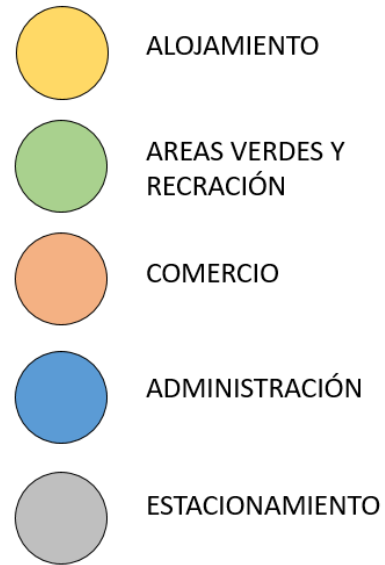 ALOJAMIENTO
AREAS VERDES Y
RECRACIÓN
COMERCIO
ADMINISTRACIÓN
ESTACIONAMIENTO